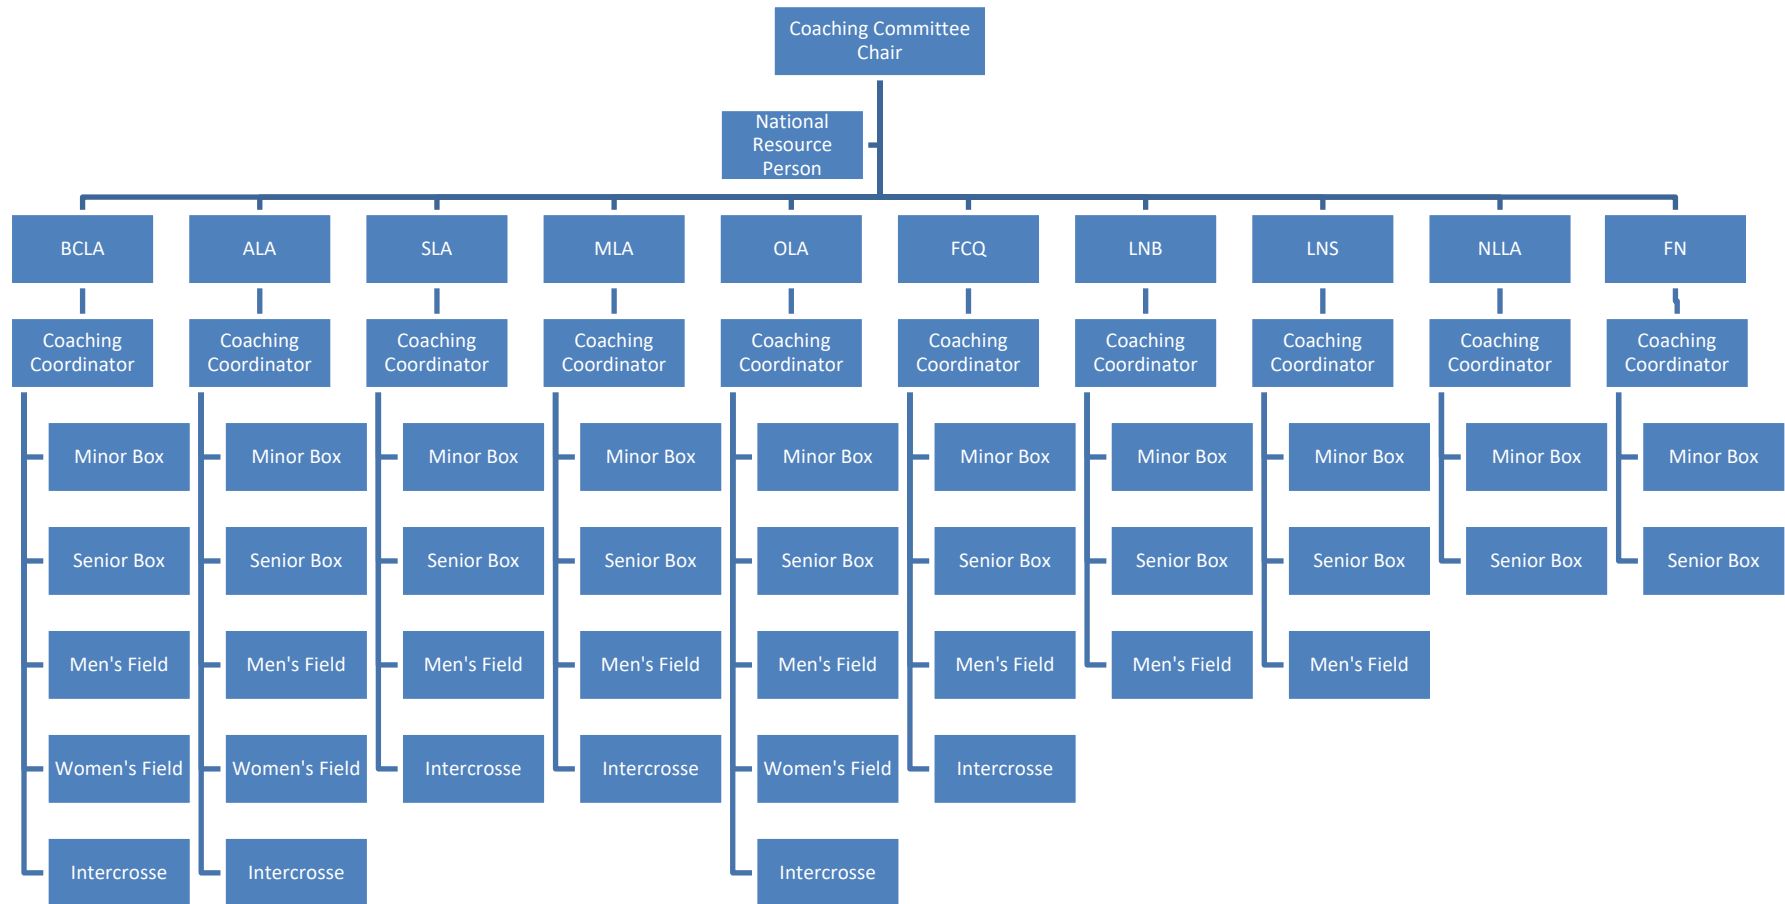 Coaching Committee
Chair
National
Resource
Person
BCLA
ALA
SLA
MLA
OLA
FCQ
LNB
LNS
NLLA
FN
Coaching
Coordinator
Coaching
Coordinator
Coaching
Coordinator
Coaching
Coordinator
Coaching
Coordinator
Coaching
Coordinator
Coaching
Coordinator
Coaching
Coordinator
Coaching
Coordinator
Coaching
Coordinator
Minor Box
Minor Box
Minor Box
Minor Box
Minor Box
Minor Box
Minor Box
Minor Box
Minor Box
Minor Box
Senior Box
Senior Box
Senior Box
Senior Box
Senior Box
Senior Box
Senior Box
Senior Box
Senior Box
Senior Box
Men's Field
Men's Field
Men's Field
Men's Field
Men's Field
Men's Field
Men's Field
Men's Field
Women's Field
Women's Field
Intercrosse
Intercrosse
Women's Field
Intercrosse
Intercrosse
Intercrosse
Intercrosse